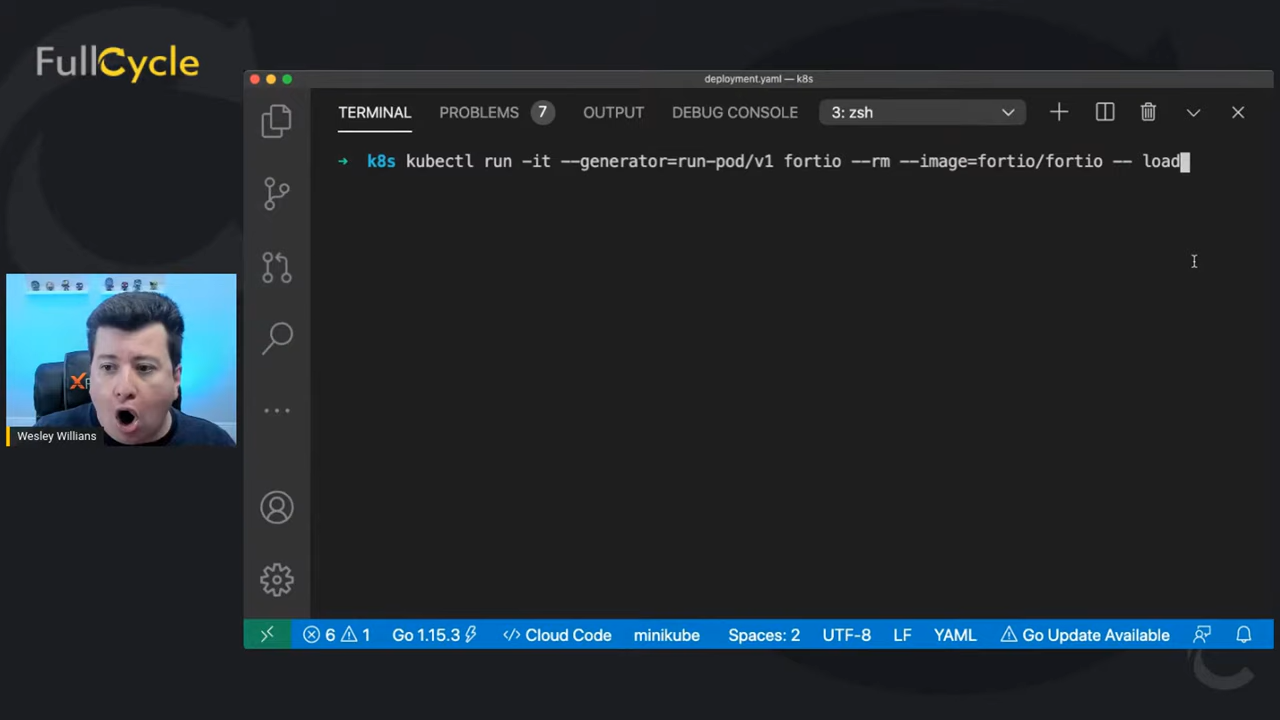 FullCycle
deployment.yaml — k8s
TERMINAL PROBLEMS 7 OUTPUT DEBUG CONSOLE 3: zsh
→ k8s kubectl run -it --generator=run-pod/v1 fortio --rm --image=fortio/fortio -- load
Wesley Willians
6 1 Go 1.15.3 </> Cloud Code minikube Spaces: 2 UTF-8 LF YAML Go Update Available